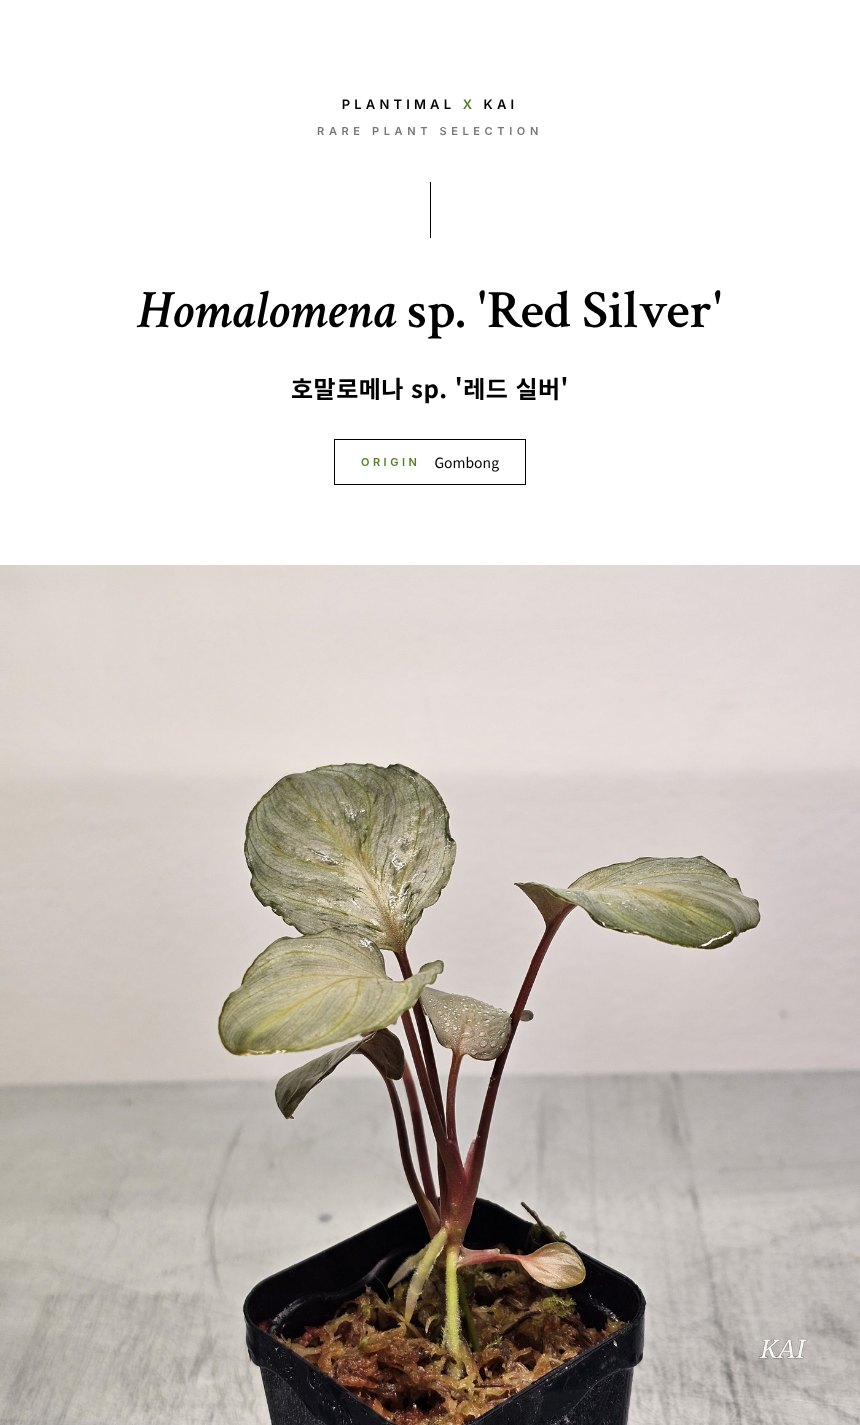 PLANTIMAL X KAI
RARE PLANT SELECTION
Homalomena sp. 'Red Silver'
호말로메나 sp. '레드 실버'
ORIGIN Gombong
KAI